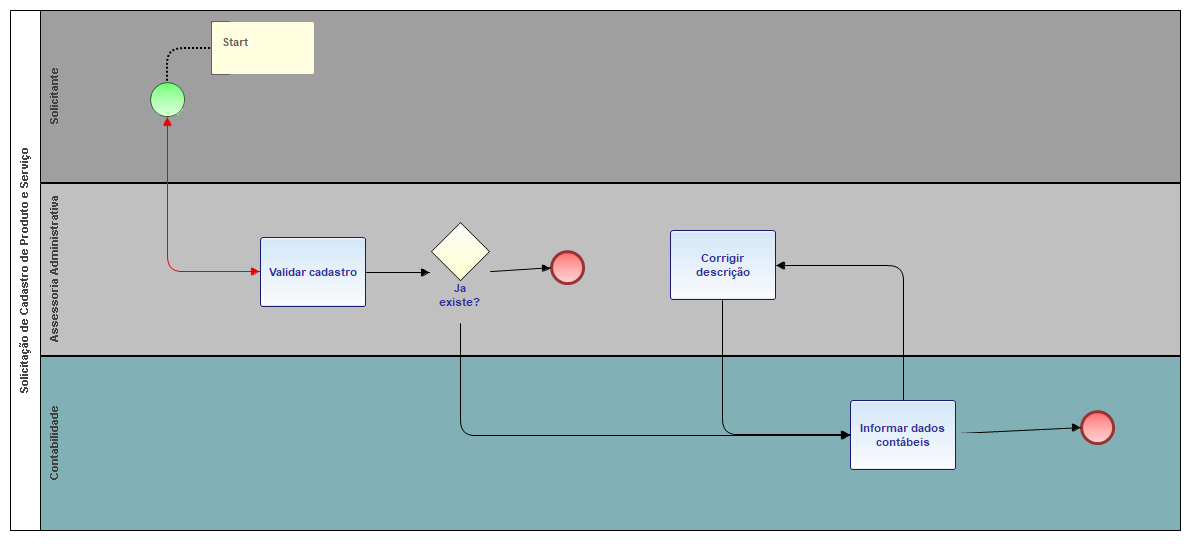 Solicitação de Cadastro de Produto e Serviço
Solicitante
Start
Assessoria Administrativa
Validar cadastro
Ja
existe?
Corrigir
descrição
Contabilidade
Informar dados
contábeis